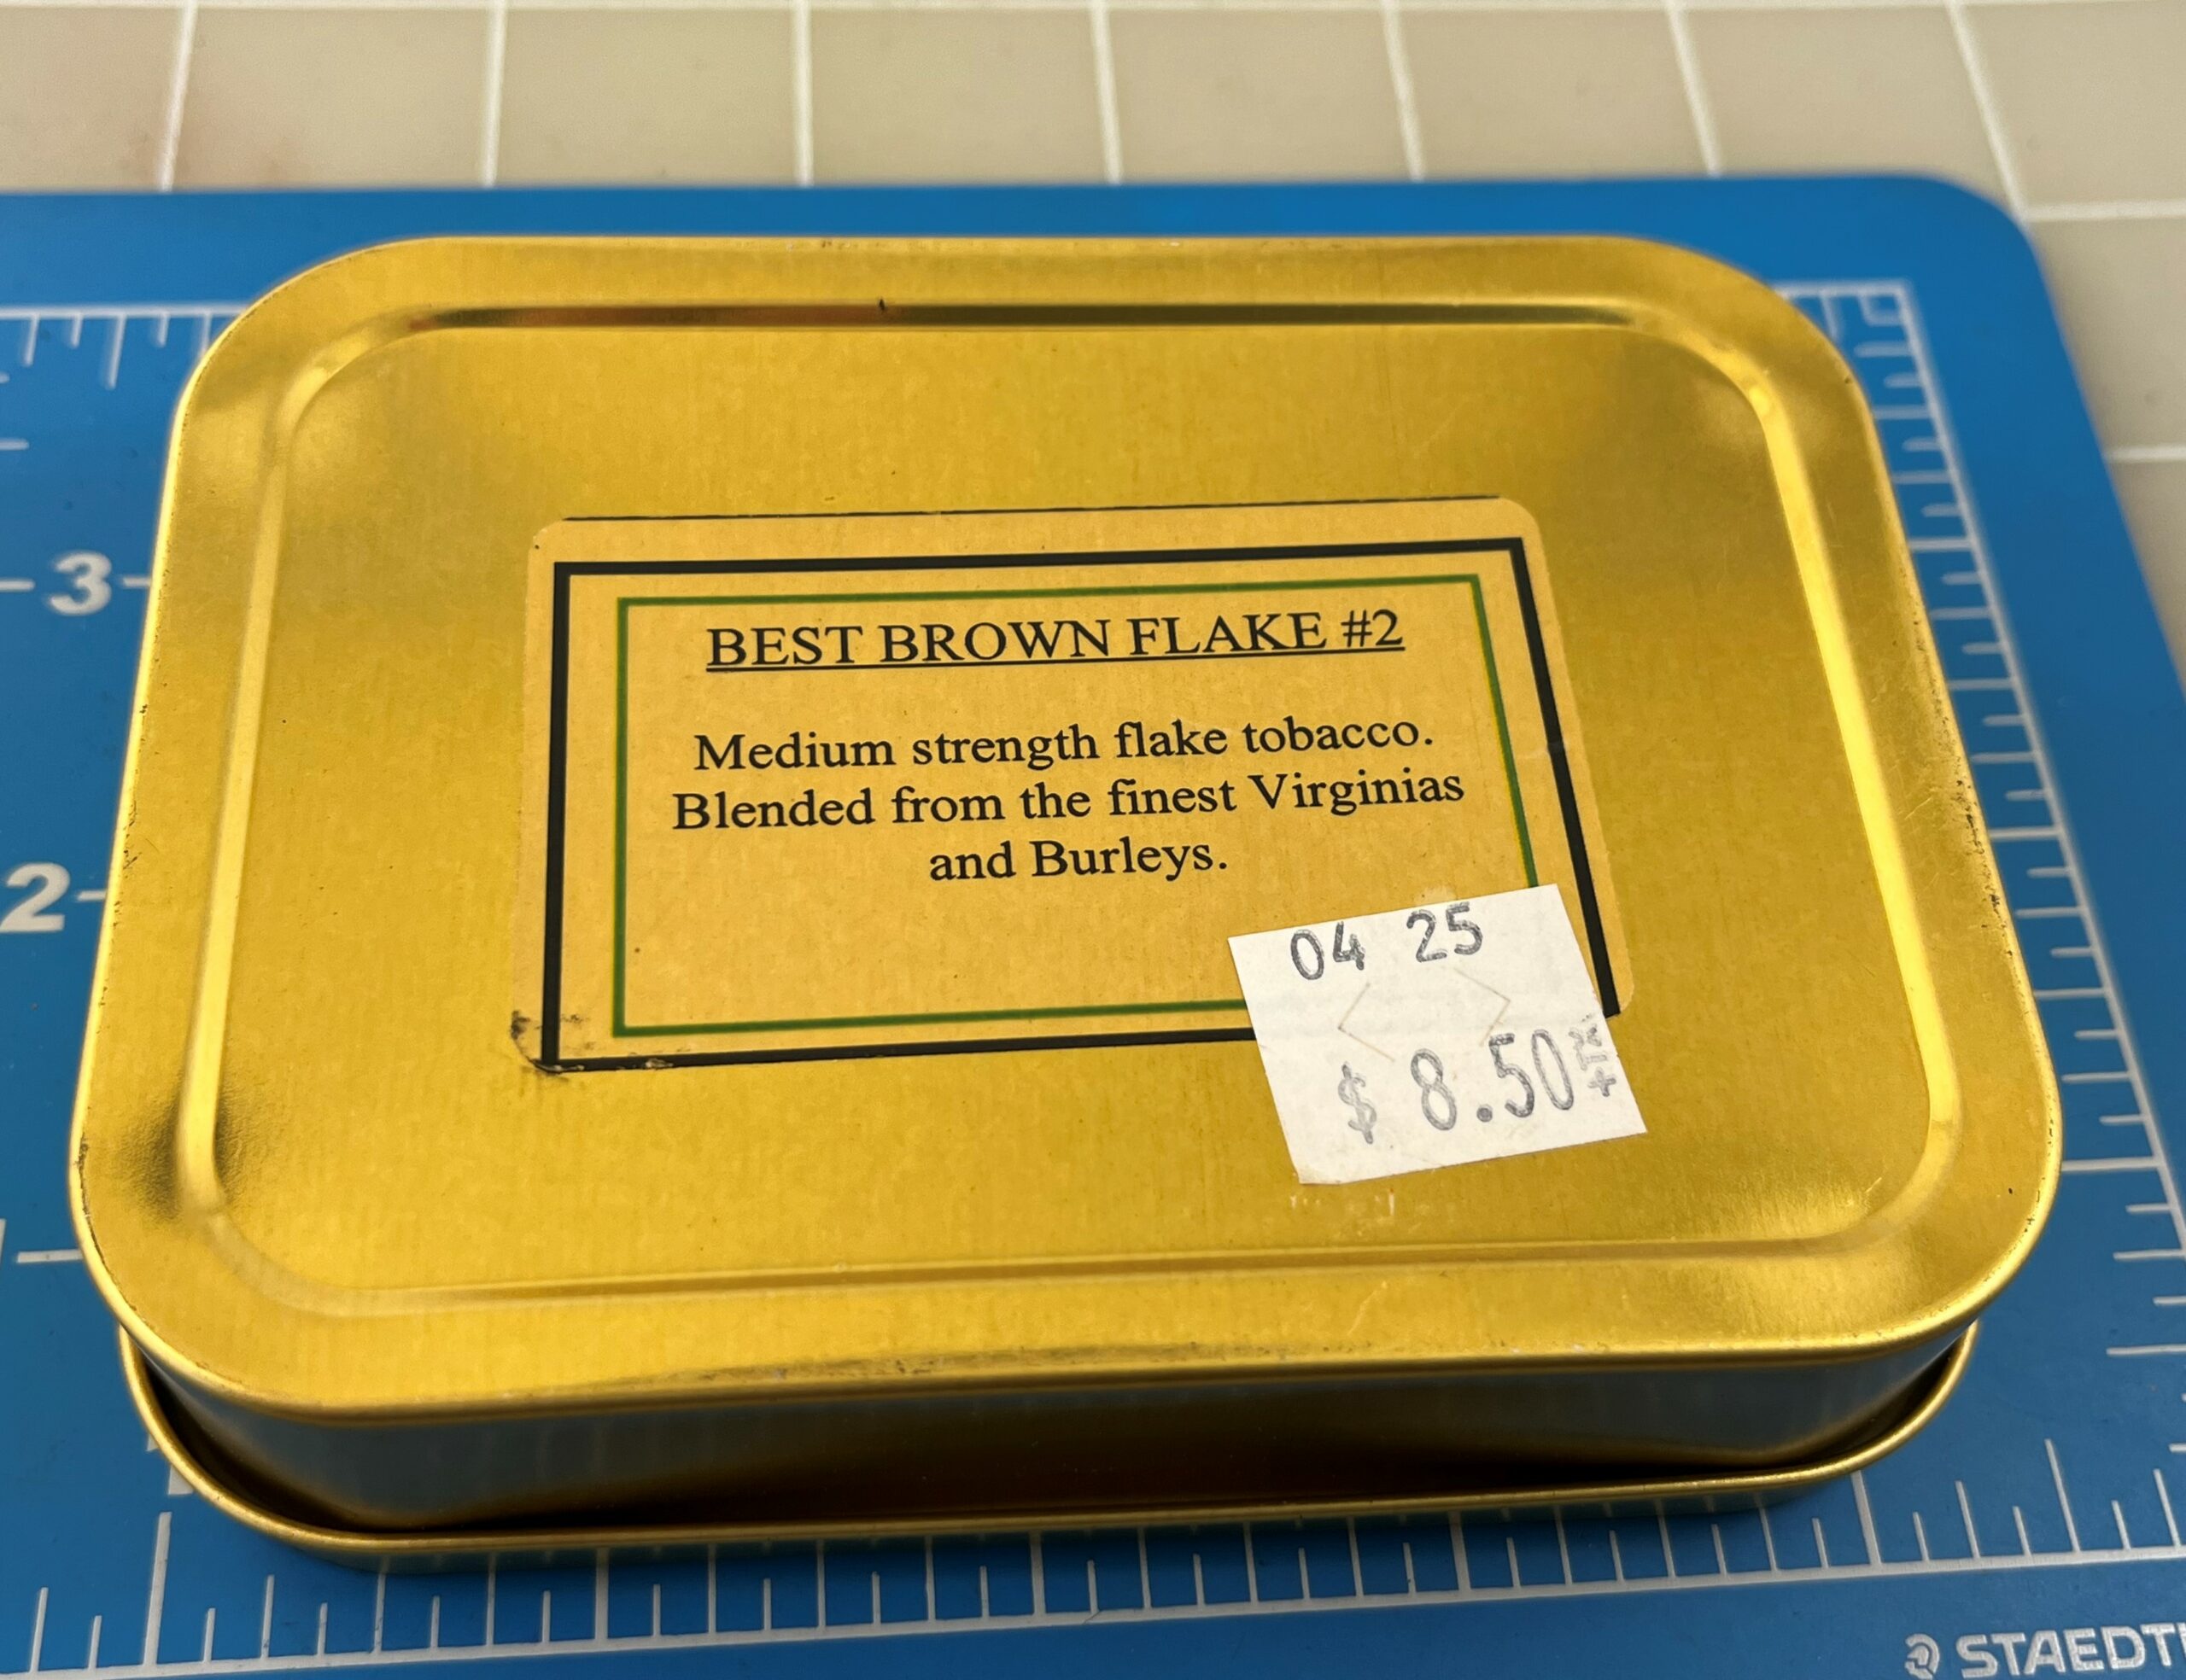 3
BEST BROWN FLAKE #2
Medium strength flake tobacco.
Blended from the finest Virginias
and Burleys.
2
04 25
$ 8.50
STAEDT